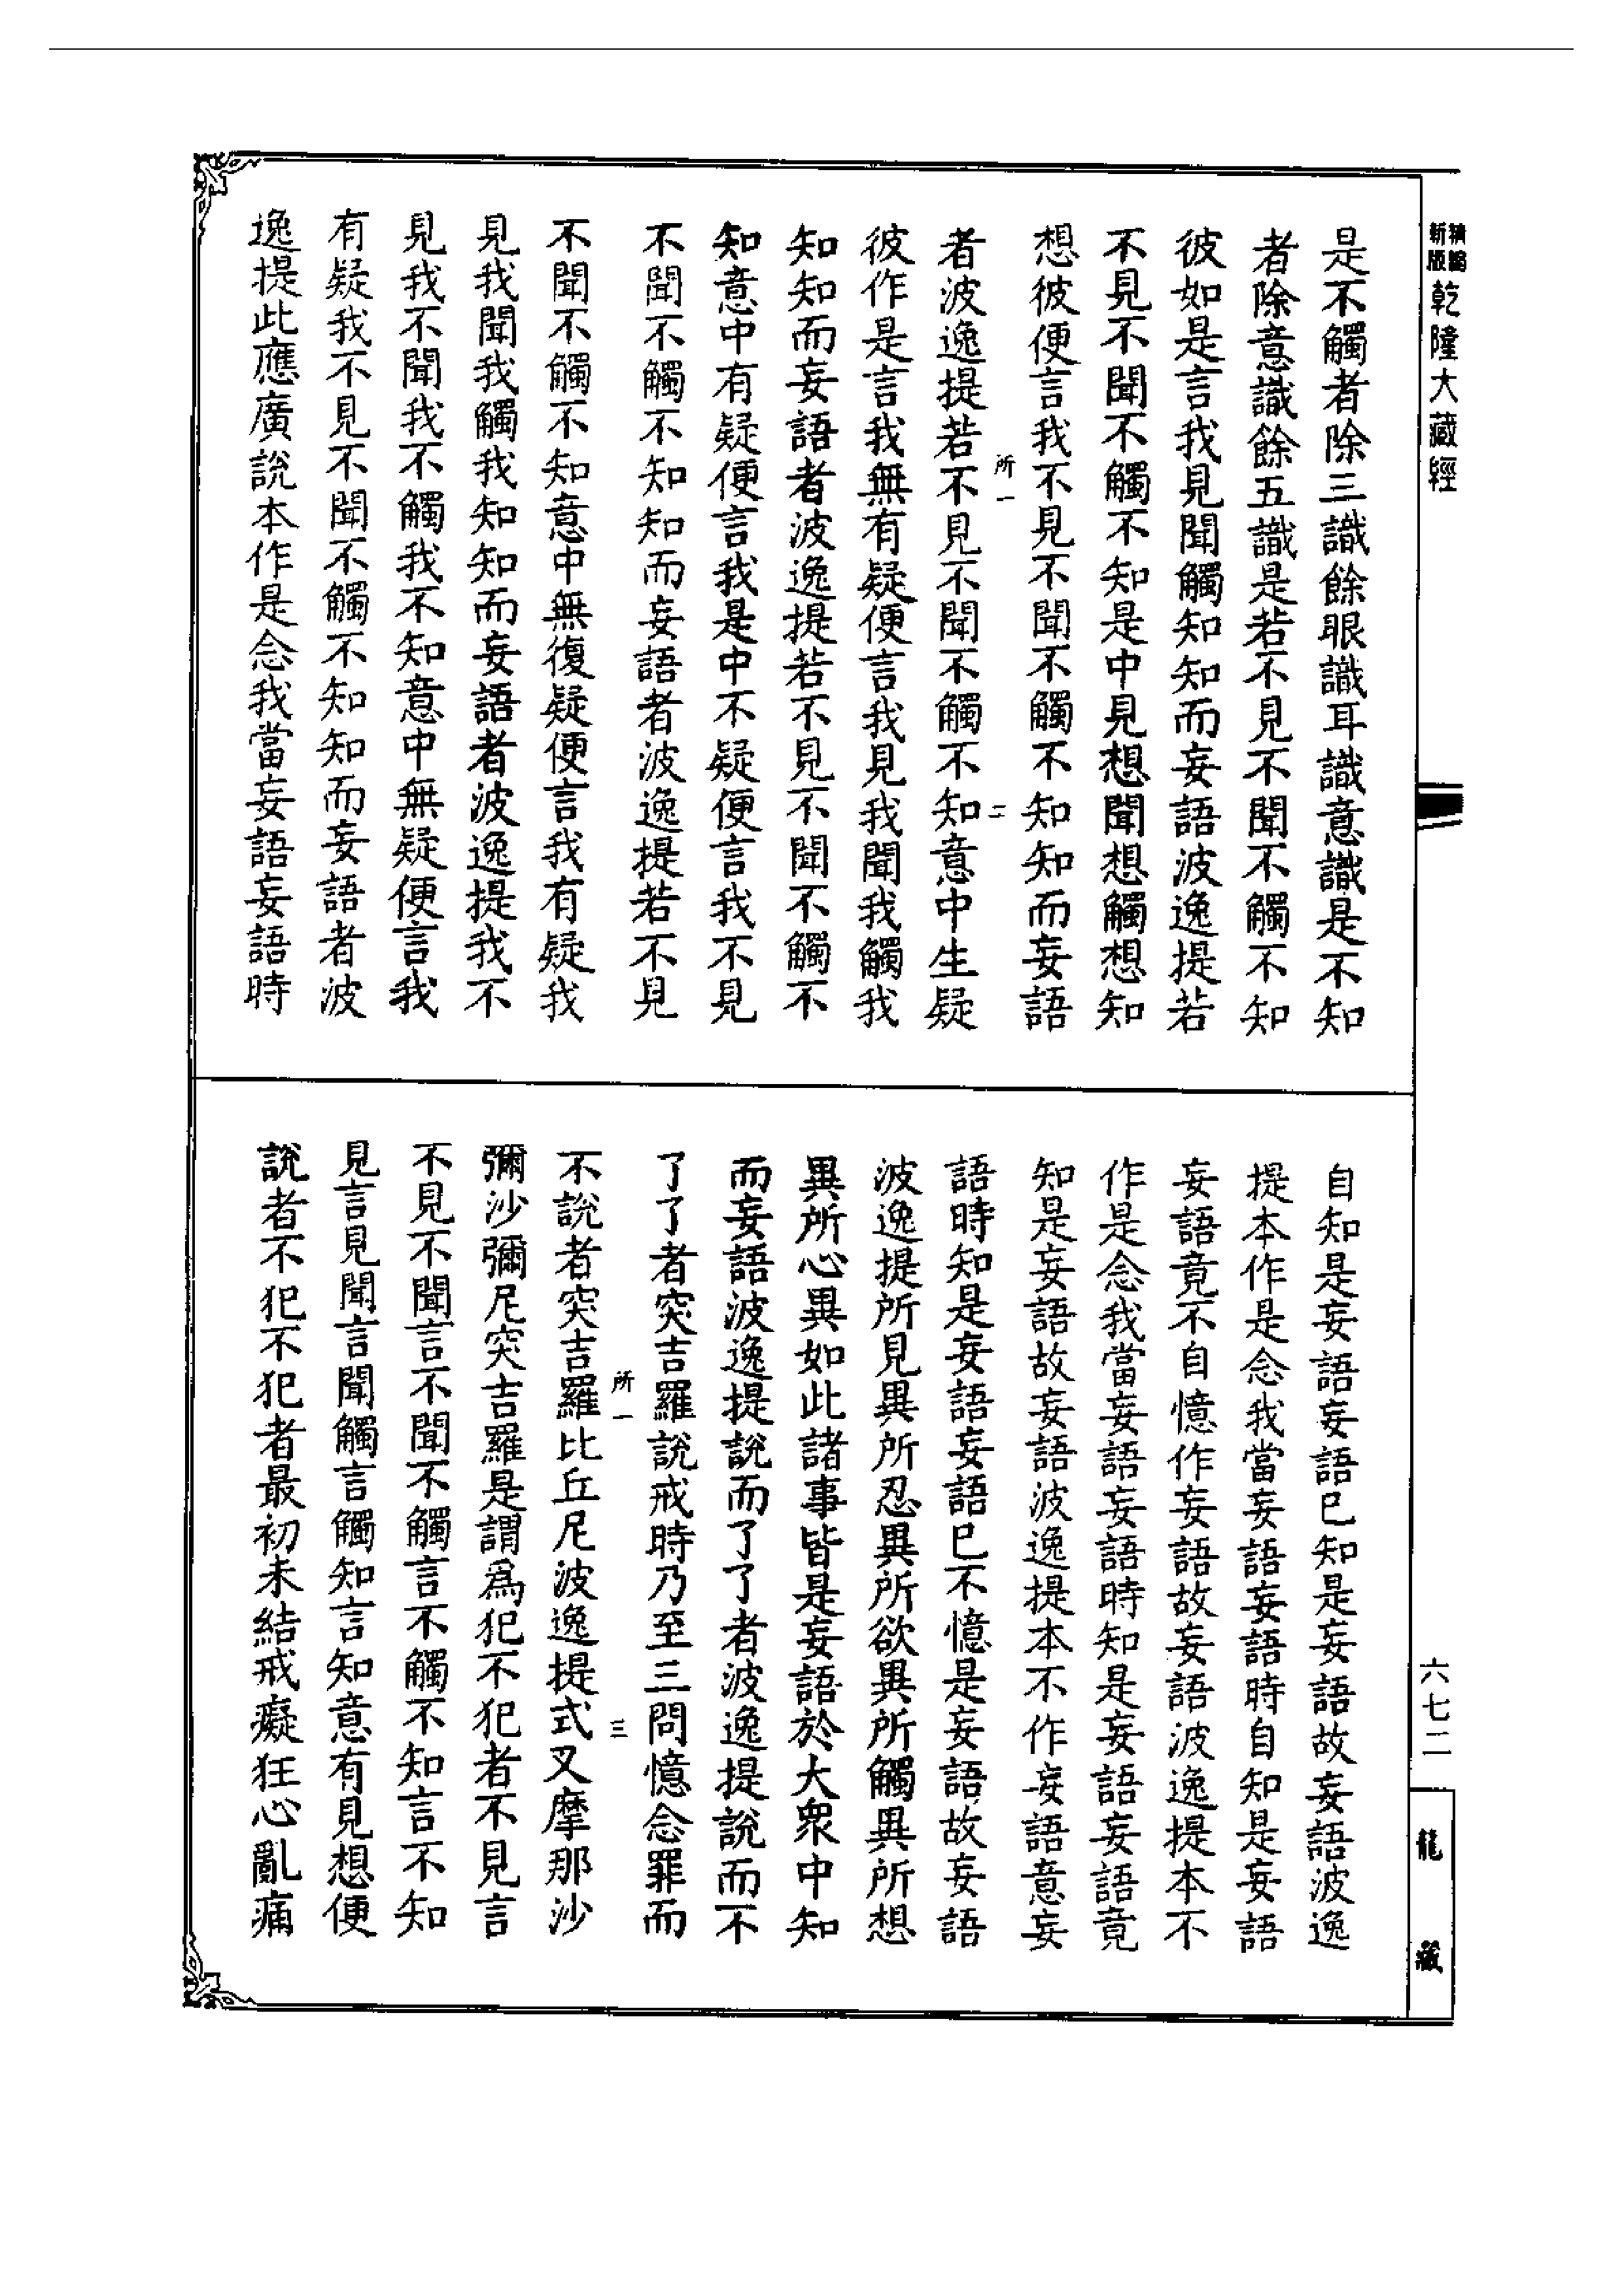 精編
新版
乾隆大藏經
是不觸者除三識餘眼識耳識意識是不知
者除意識餘五識是若不見不聞不觸不知
彼如是言我見聞觸知知而妄語波逸提若
不見不聞不觸不知是中見想聞想觸想知
想彼便言我不見不聞不觸不知知而妄語
所一
二
者波逸提若不見不聞不觸不知意中生疑
彼作是言我無有疑便言我見我聞我觸我
知知而妄語者波逸提若不見不聞不觸不
知意中有疑便言我是中不疑便言我不見
不聞不觸不知知而妄語者波逸提若不見
不聞不觸不知意中無復疑便言我有疑我
見我聞我觸我知知而妄語者波逸提我不
見我不聞我不觸我不知意中無疑便言我
有疑我不見不聞不觸不知知而妄語者波
逸提此應廣說本作是念我當妄語妄語時
自知是妄語妄語已知是妄語故妄語波逸
提本作是念我當妄語妄語時自知是妄語
妄語竟不自憶作妄語故妄語波逸提本不
作是念我當妄語妄語時知是妄語妄語竟
知是妄語故妄語波逸提本不作妄語意妄
語時知是妄語妄語已不憶是妄語故妄語
波逸提所見異所忍異所欲異所觸異所想
異所心異如此諸事皆是妄語於大衆中知
而妄語波逸提說而了了者波逸提說而不
了了者突吉羅說戒時乃至三問憶念罪而
所一
三
不說者突吉羅比丘尼波逸提式叉摩那沙
彌沙彌尼突吉羅是謂爲犯不犯者不見言
不見不聞言不聞不觸言不觸不知言不知
見言見聞言聞觸言觸知言知意有見想便
說者不犯不犯者最初未結戒癡狂心亂痛
六七二
龍藏